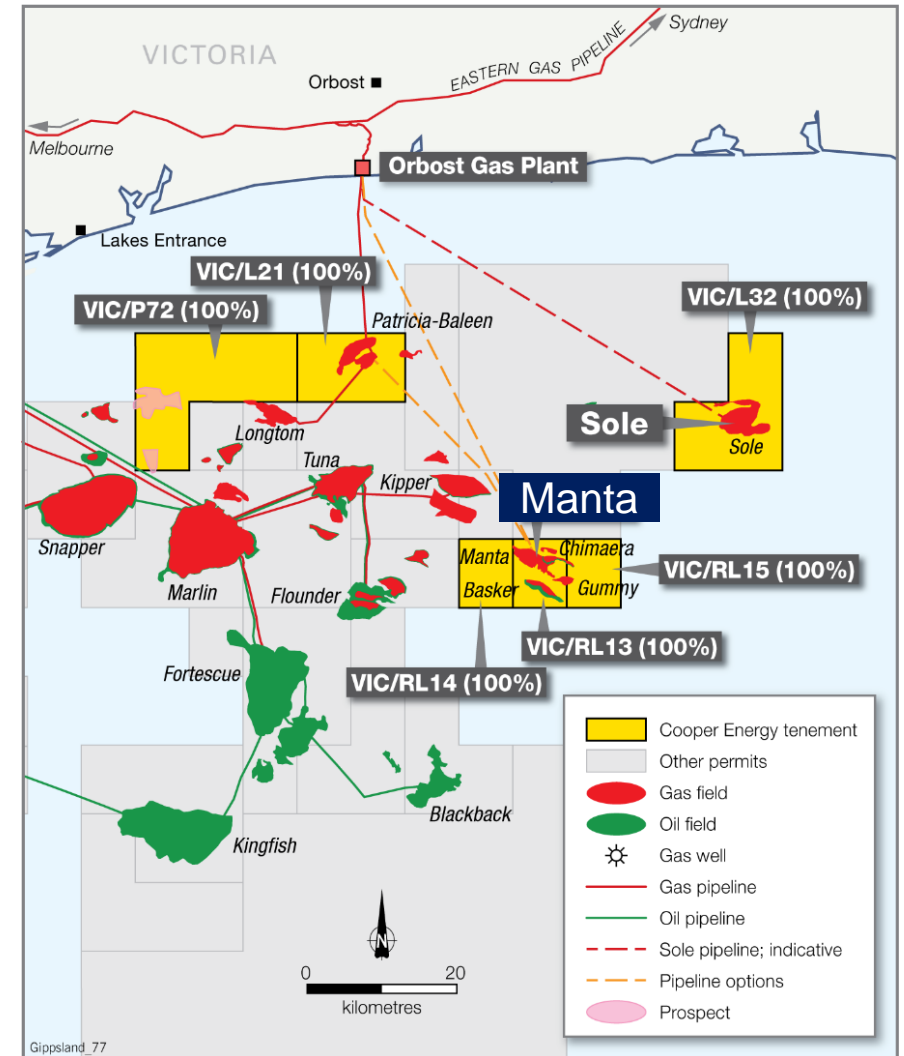 Sydney
VICTORIA
EASTERN GAS PIPELINE
Orbost
Melbourne
Orbost Gas Plant
Lakes Entrance
VIC/L21 (100%)
VIC/P72 (100%)
VIC/L32 (100%)
Patricia-Baleen
Longtom
Sole
Sole
Tuna
Kipper
Manta
Snapper
Marlin
Flounder
Manta
Chimaera
Basker
Gummy
VIC/RL15 (100%)
VIC/RL13 (100%)
VIC/RL14 (100%)
Fortescue
Blackback
Kingfish
Cooper Energy tenement
Other permits
Gas field
Oil field
Gas well
Gas pipeline
Oil pipeline
Sole pipeline; indicative
Pipeline options
Prospect
N
0 20
kilometres
Gippsland_77